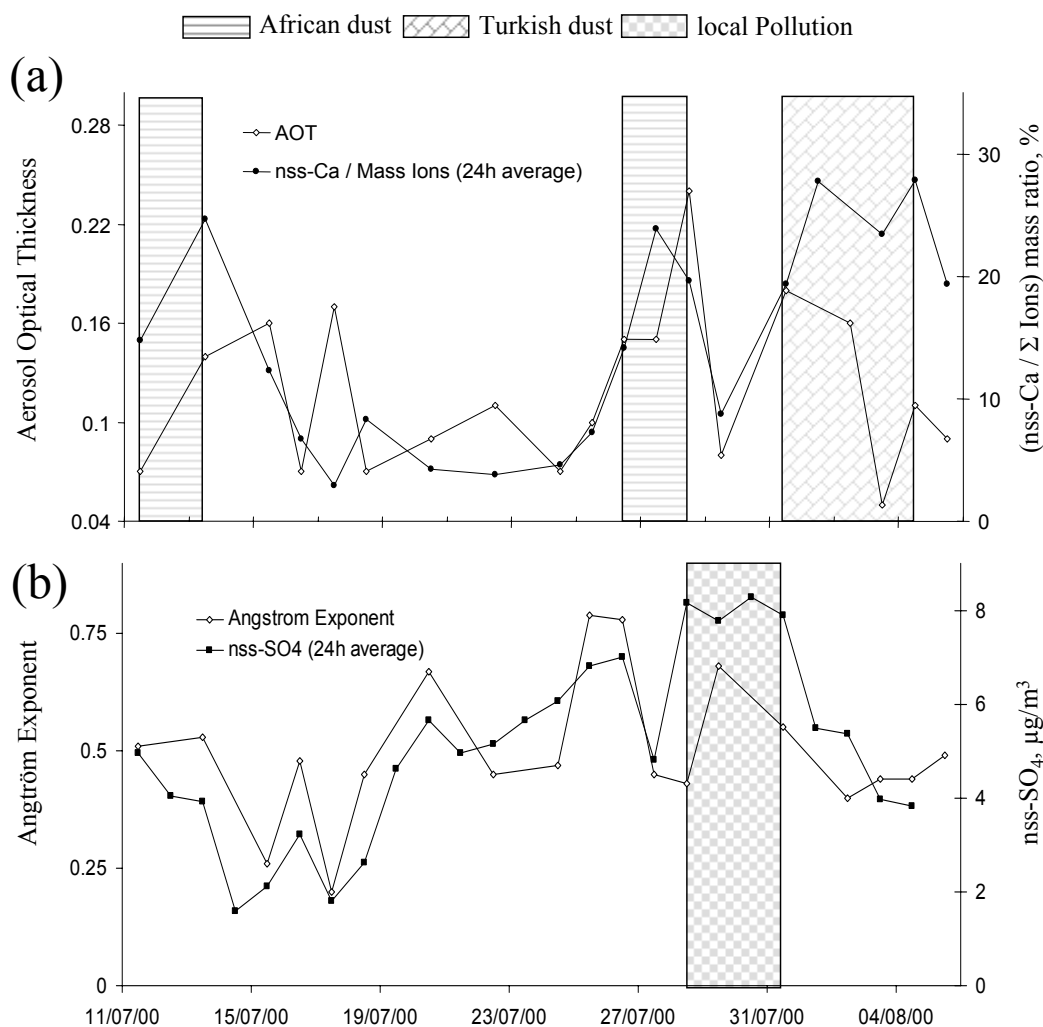 African dust Turkish dust local Pollution
(a)
AOT
nss-Ca / Mass Ions (24h average)
Aerosol Optical Thickness
0.28
0.22
0.16
0.1
0.04
30
20
10
0
(nss-Ca / Σ Ions) mass ratio, %
(b)
Angstrom Exponent
nss-SO4 (24h average)
Angtröm Exponent
0.75
0.5
0.25
0
8
6
4
2
0
nss-SO₄, µg/m³
11/07/00 15/07/00 19/07/00 23/07/00 27/07/00 31/07/00 04/08/00